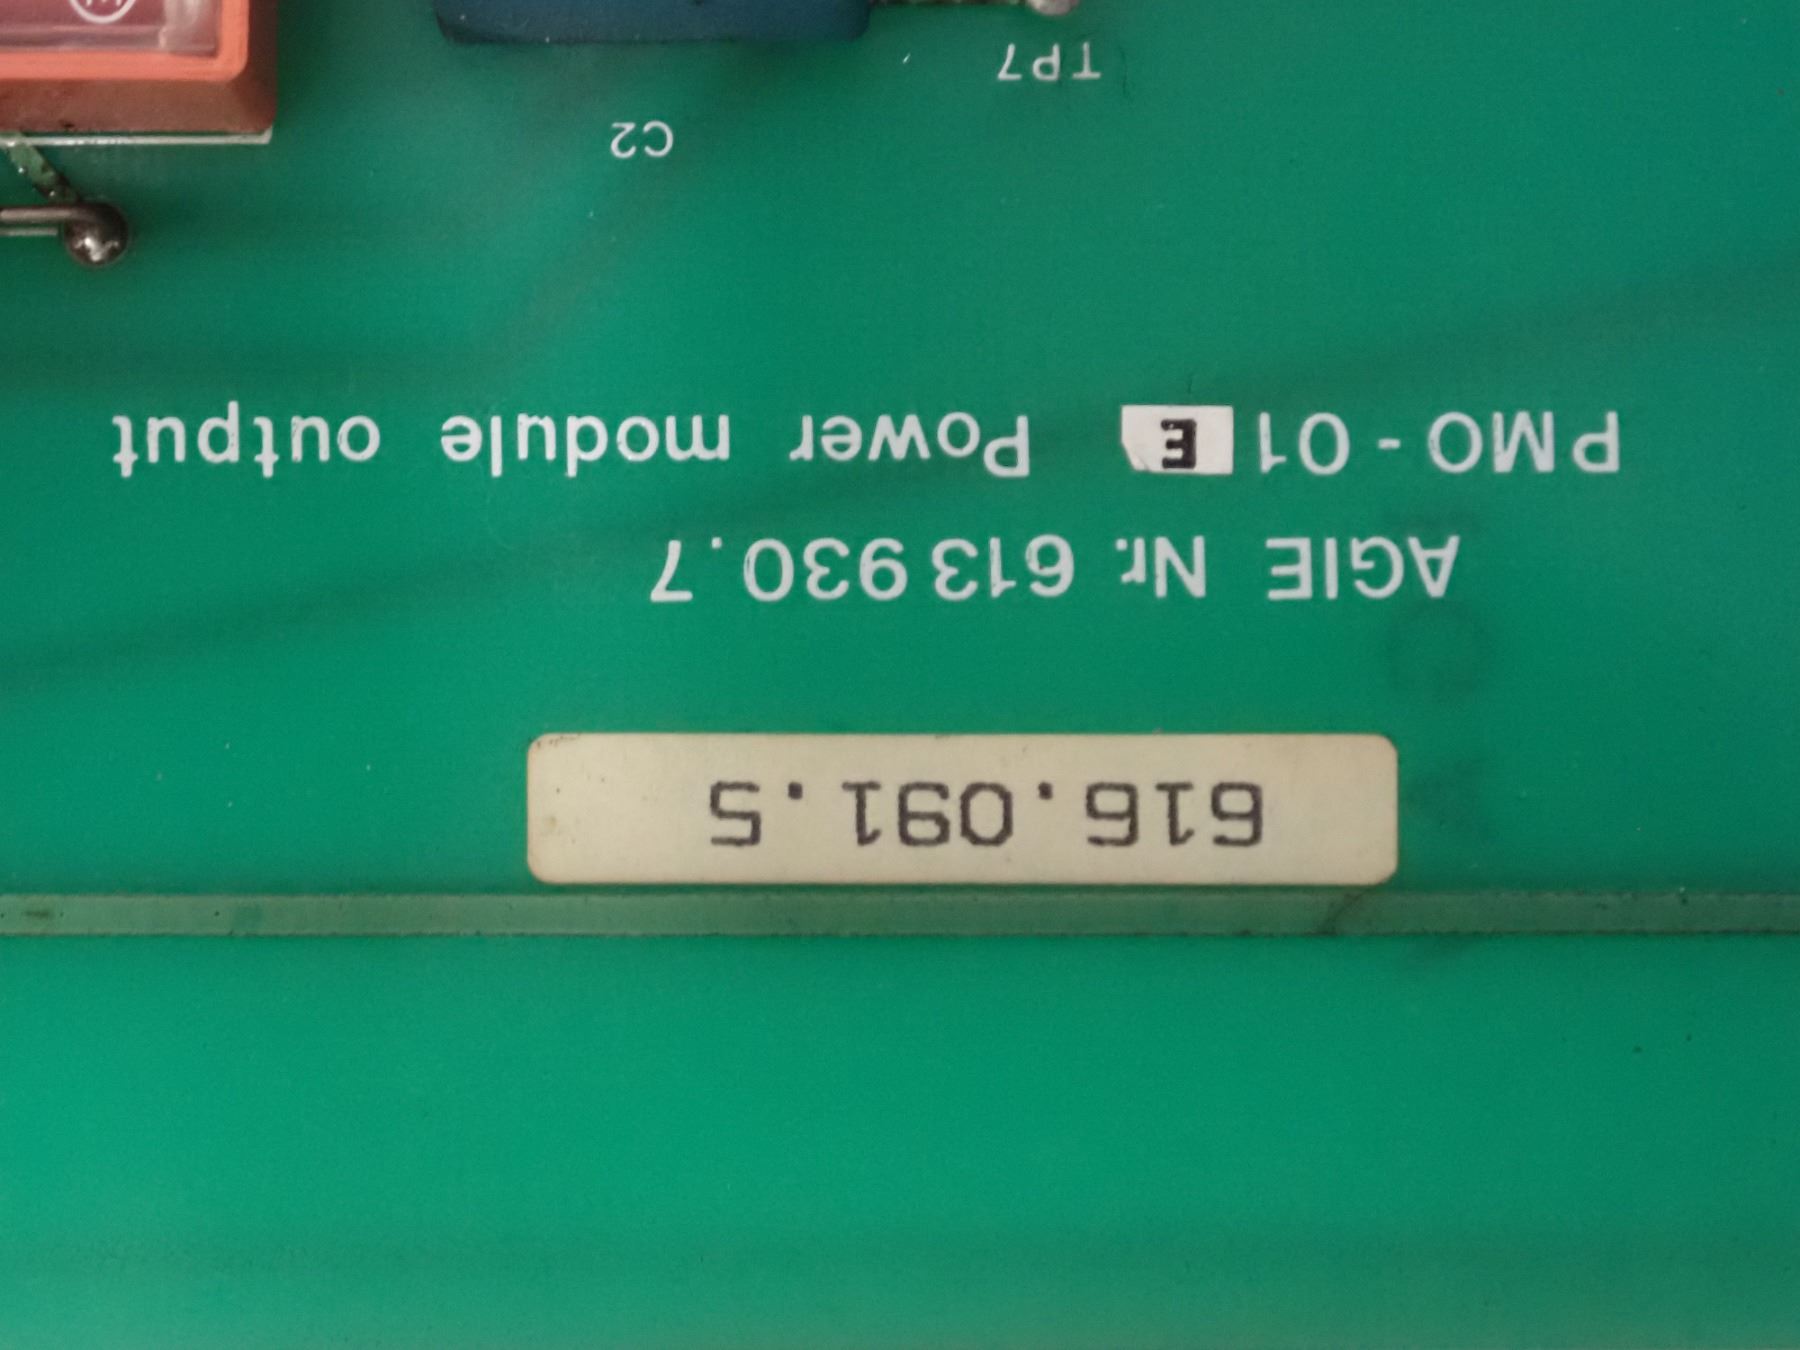 616.091.5
AGIE Nr. 613 930.7
PMO-01 E Power module output
C2
TP7